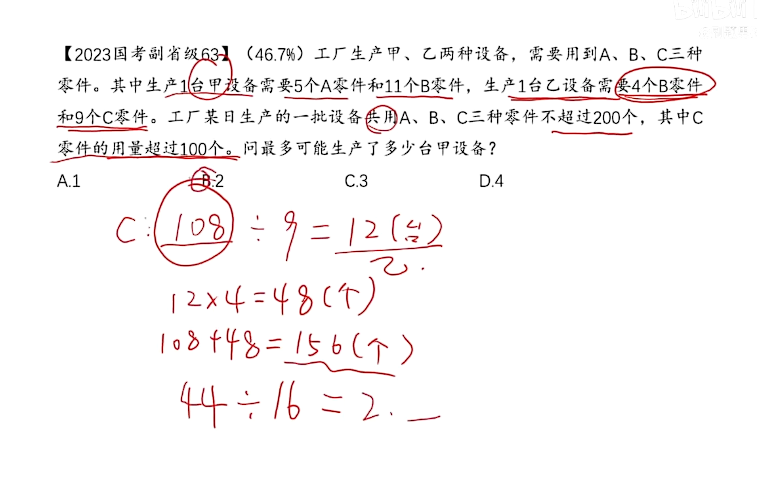 【2023国考副省级63】（46.7%）工厂生产甲、乙两种设备，需要用到A、B、C三种
零件。其中生产1台甲设备需要5个A零件和11个B零件，生产1台乙设备需要4个B零件
和9个C零件。工厂某日生产的一批设备共用A、B、C三种零件不超过200个，其中C
零件的用量超过100个。问最多可能生产了多少台甲设备？
A.1 B.2 C.3 D.4
C: 108 ÷ 9 = 12（台）
乙.
12×4=48（个）
108+48=156（个）
44÷16=2.